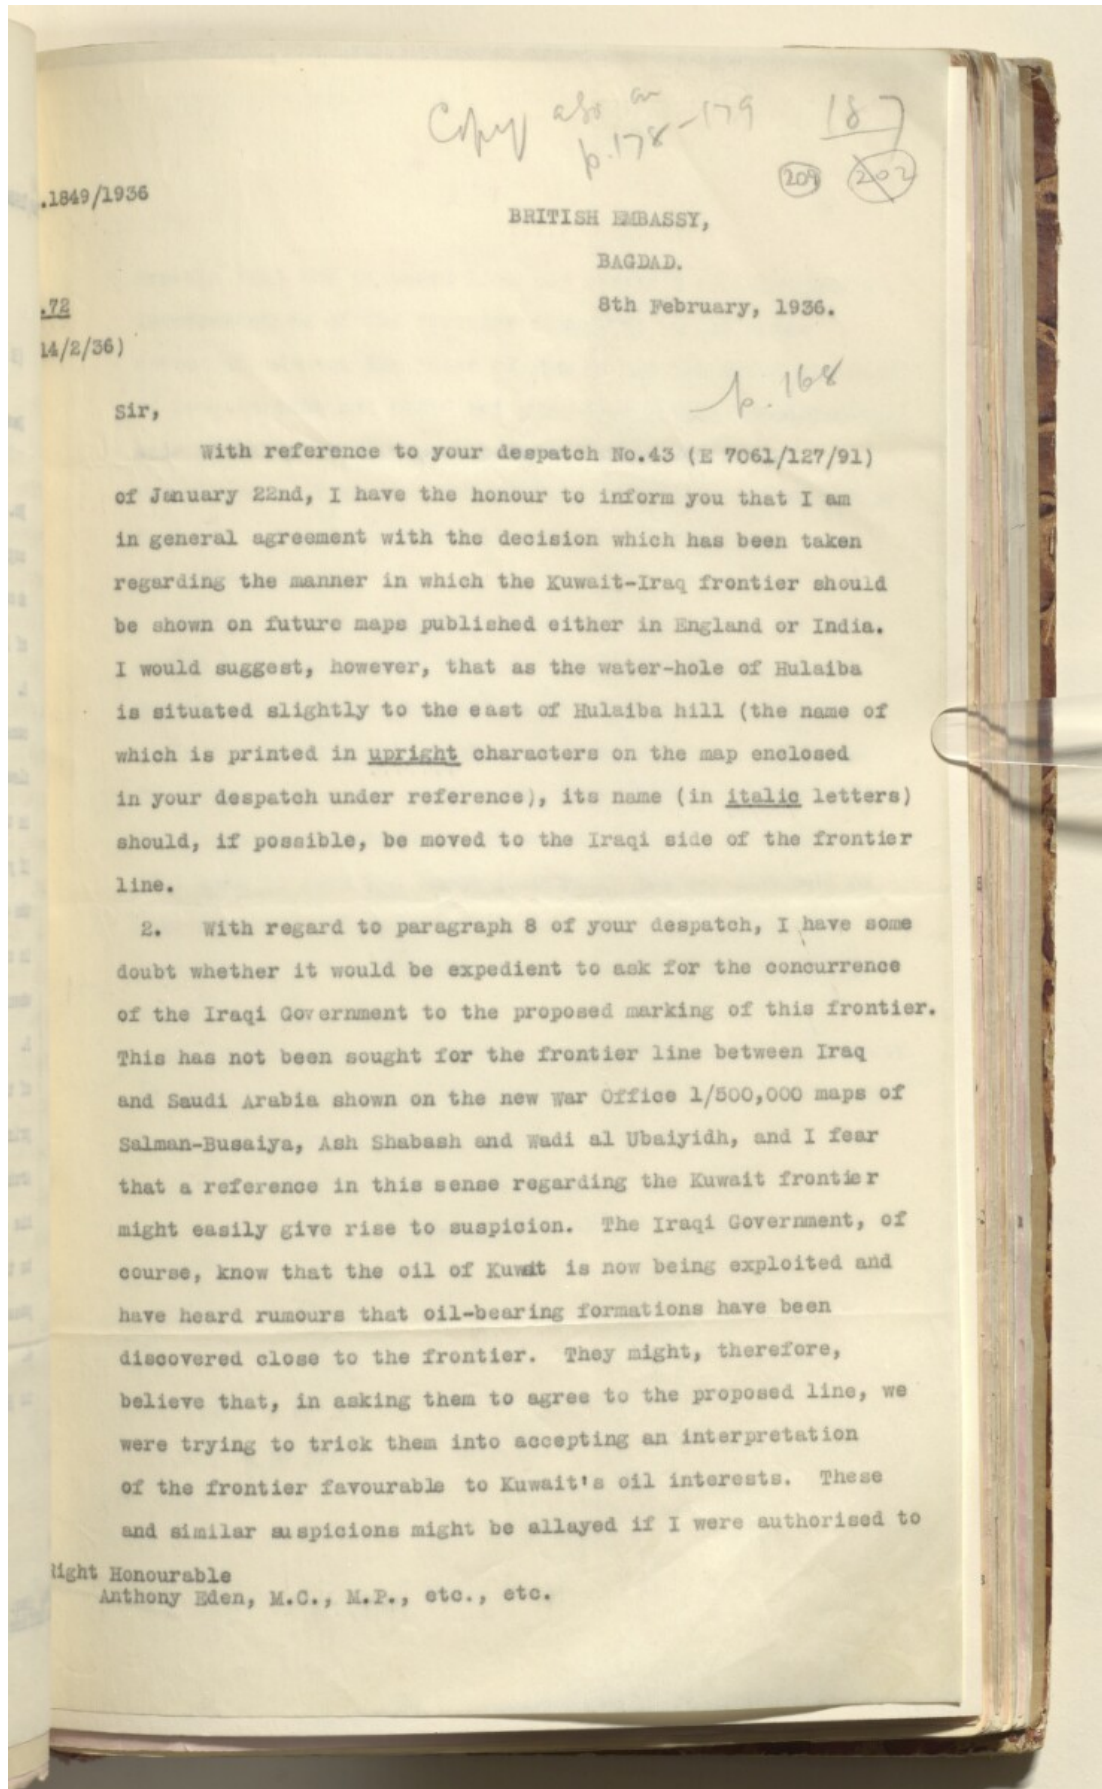 Copy also on
p.178-179
187
209
202
.1849/1936
BRITISH EMBASSY,
BAGDAD.
8th February, 1936.
.72
14/2/36)
p. 168
Sir,
With reference to your despatch No.43 (E 7061/127/91)
of January 22nd, I have the honour to inform you that I am
in general agreement with the decision which has been taken
regarding the manner in which the Kuwait-Iraq frontier should
be shown on future maps published either in England or India.
I would suggest, however, that as the water-hole of Hulaiba
is situated slightly to the east of Hulaiba hill (the name of
which is printed in upright characters on the map enclosed
in your despatch under reference), its name (in italic letters)
should, if possible, be moved to the Iraqi side of the frontier
line.
2. With regard to paragraph 8 of your despatch, I have some
doubt whether it would be expedient to ask for the concurrence
of the Iraqi Government to the proposed marking of this frontier.
This has not been sought for the frontier line between Iraq
and Saudi Arabia shown on the new War Office 1/500,000 maps of
Salman-Busaiya, Ash Shabash and Wadi al Ubaiyidh, and I fear
that a reference in this sense regarding the Kuwait frontier
might easily give rise to suspicion. The Iraqi Government, of
course, know that the oil of Kuwait is now being exploited and
have heard rumours that oil-bearing formations have been
discovered close to the frontier. They might, therefore,
believe that, in asking them to agree to the proposed line, we
were trying to trick them into accepting an interpretation
of the frontier favourable to Kuwait's oil interests. These
and similar suspicions might be allayed if I were authorised to
Right Honourable
Anthony Eden, M.C., M.P., etc., etc.